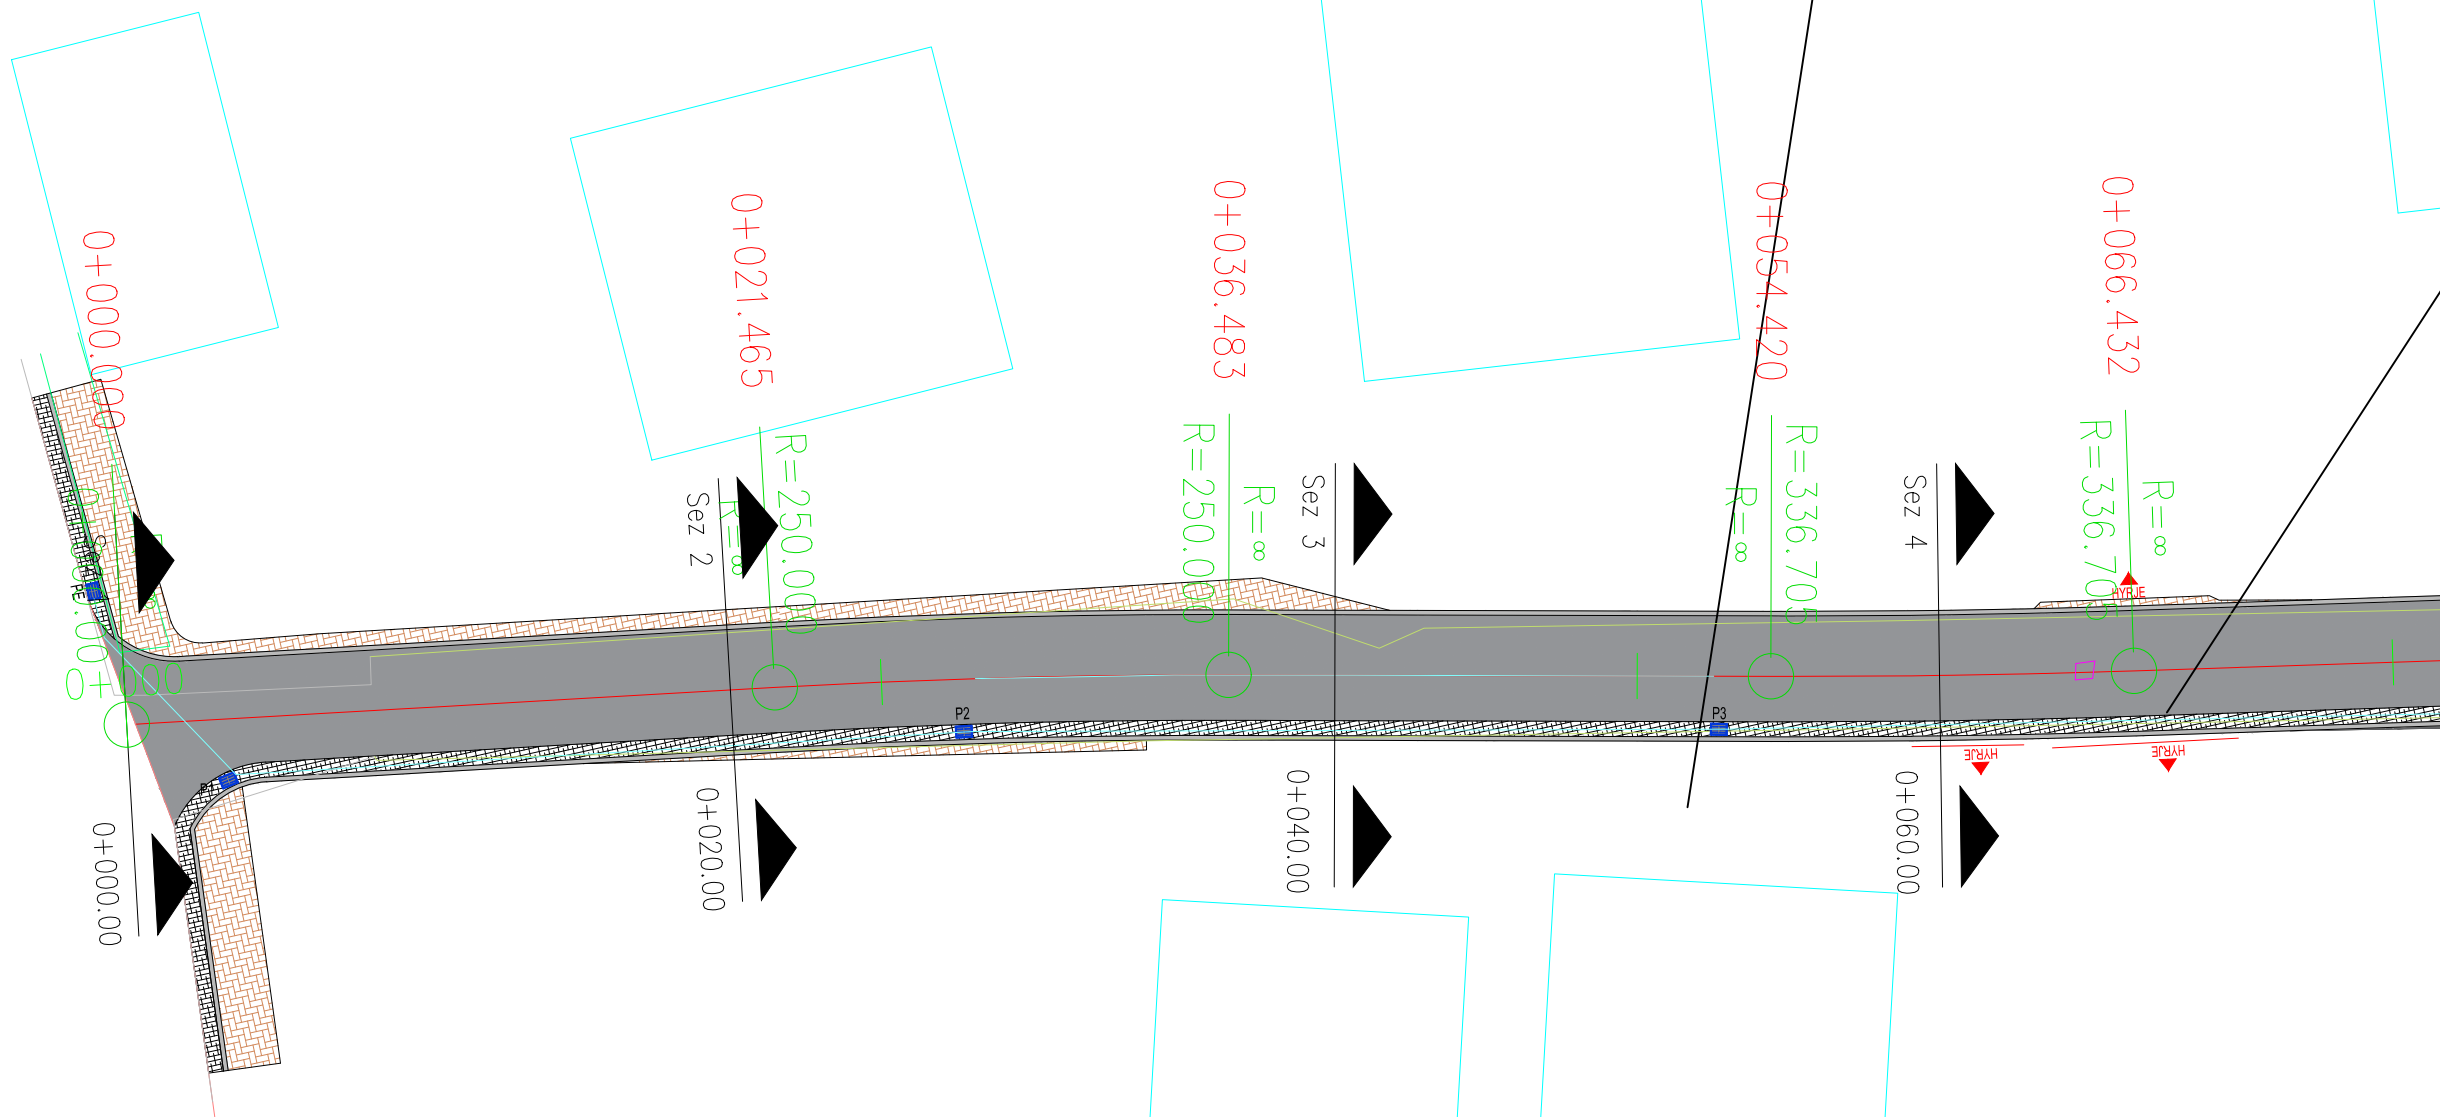 0+000.000
0+021.465
0+036.483
0+054.420
0+066.432
R=250.000
R=∞
R=250.000
R=∞
R=336.705
R=∞
R=336.705
R=∞
Sez 2
Sez 3
Sez 4
HYRJE
PE
P1
P2
P3
HYRJE
HYRJE
0+000.00
0+020.00
0+040.00
0+060.00